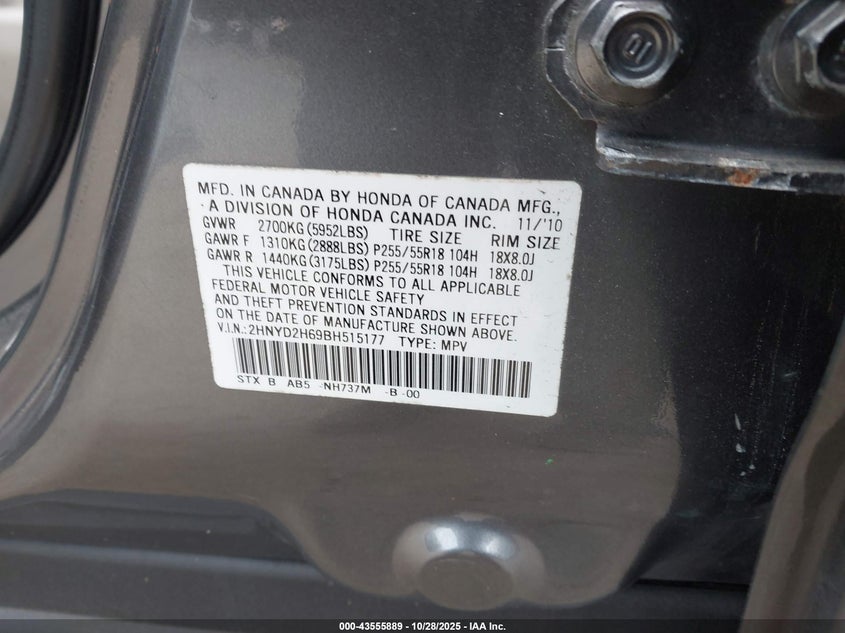 MFD. IN CANADA BY HONDA OF CANADA MFG.,
A DIVISION OF HONDA CANADA INC. 11/'10
GVWR 2700KG(5952LBS) TIRE SIZE RIM SIZE
GAWR F 1310KG(2888LBS) P255/55R18 104H 18X8.0J
GAWR R 1440KG(3175LBS) P255/55R18 104H 18X8.0J
THIS VEHICLE CONFORMS TO ALL APPLICABLE
FEDERAL MOTOR VEHICLE SAFETY
AND THEFT PREVENTION STANDARDS IN EFFECT
ON THE DATE OF MANUFACTURE SHOWN ABOVE.
V.I.N.: 2HNYD2H69BH515177 TYPE: MPV
STX B AB5 -NH737M -B -00
000-43555889 | 10/28/2025 - IAA Inc.